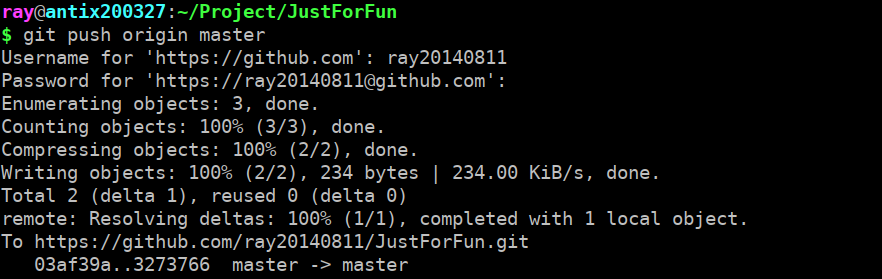 ray@antix200327:~/Project/JustForFun
$ git push origin master
Username for 'https://github.com': ray20140811
Password for 'https://ray20140811@github.com':
Enumerating objects: 3, done.
Counting objects: 100% (3/3), done.
Compressing objects: 100% (2/2), done.
Writing objects: 100% (2/2), 234 bytes | 234.00 KiB/s, done.
Total 2 (delta 1), reused 0 (delta 0)
remote: Resolving deltas: 100% (1/1), completed with 1 local object.
To https://github.com/ray20140811/JustForFun.git
   03af39a..3273766  master -> master